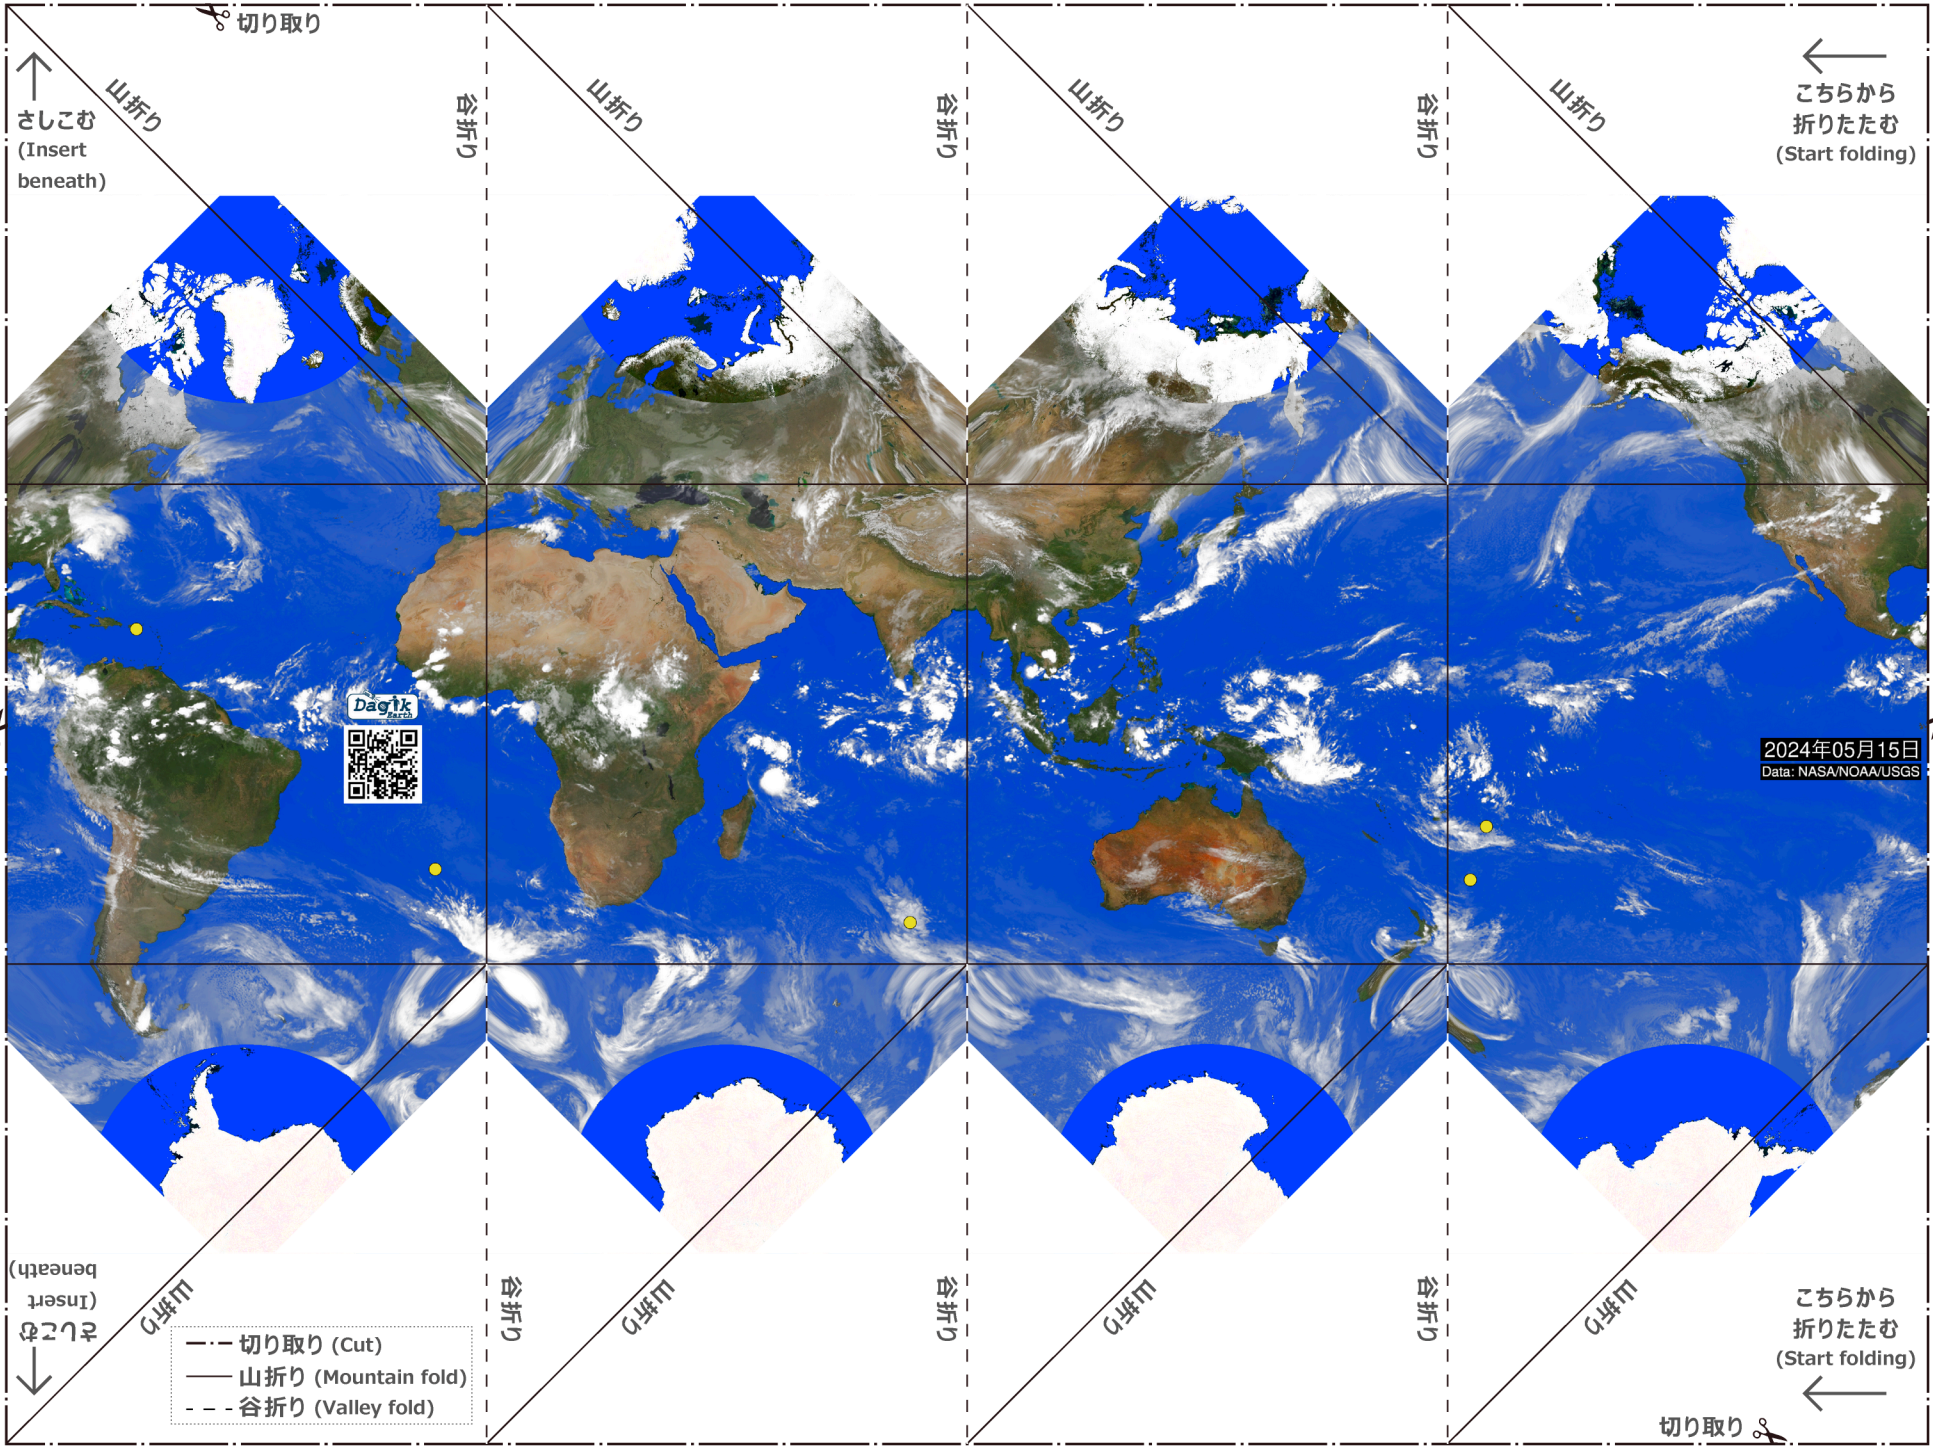 切り取り
さしこむ
(Insert
beneath)
山折り
谷折り
山折り
谷折り
山折り
谷折り
山折り
こちらから
折りたたむ
(Start folding)
Dagik
Earth
2024年05月15日
Data: NASA/NOAA/USGS
さしこむ
(Insert
beneath)
山折り
谷折り
山折り
谷折り
山折り
谷折り
山折り
こちらから
折りたたむ
(Start folding)
切り取り (Cut)
山折り (Mountain fold)
谷折り (Valley fold)
切り取り